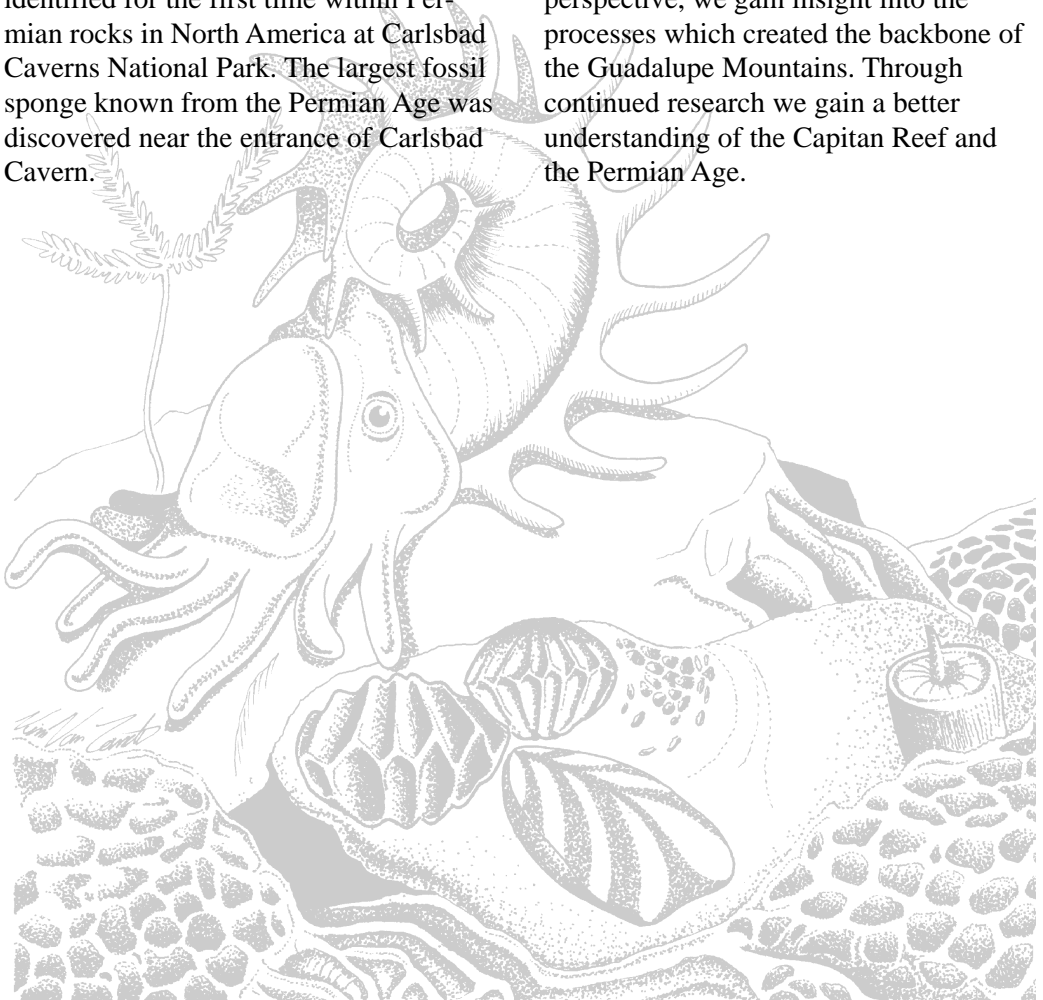 identified for the first time within Per-
mian rocks in North America at Carlsbad
Caverns National Park. The largest fossil
sponge known from the Permian Age was
discovered near the entrance of Carlsbad
Cavern.
perspective, we gain insight into the
processes which created the backbone of
the Guadalupe Mountains. Through
continued research we gain a better
understanding of the Capitan Reef and
the Permian Age.